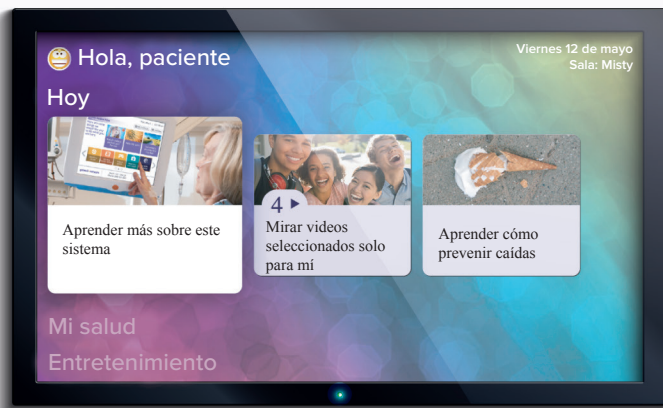 Hola, paciente
Viernes 12 de mayo
Sala: Misty
Hoy
Aprender más sobre este
sistema
4
Mirar videos
seleccionados solo
para mí
Aprender cómo
prevenir caídas
Mi salud
Entretenimiento